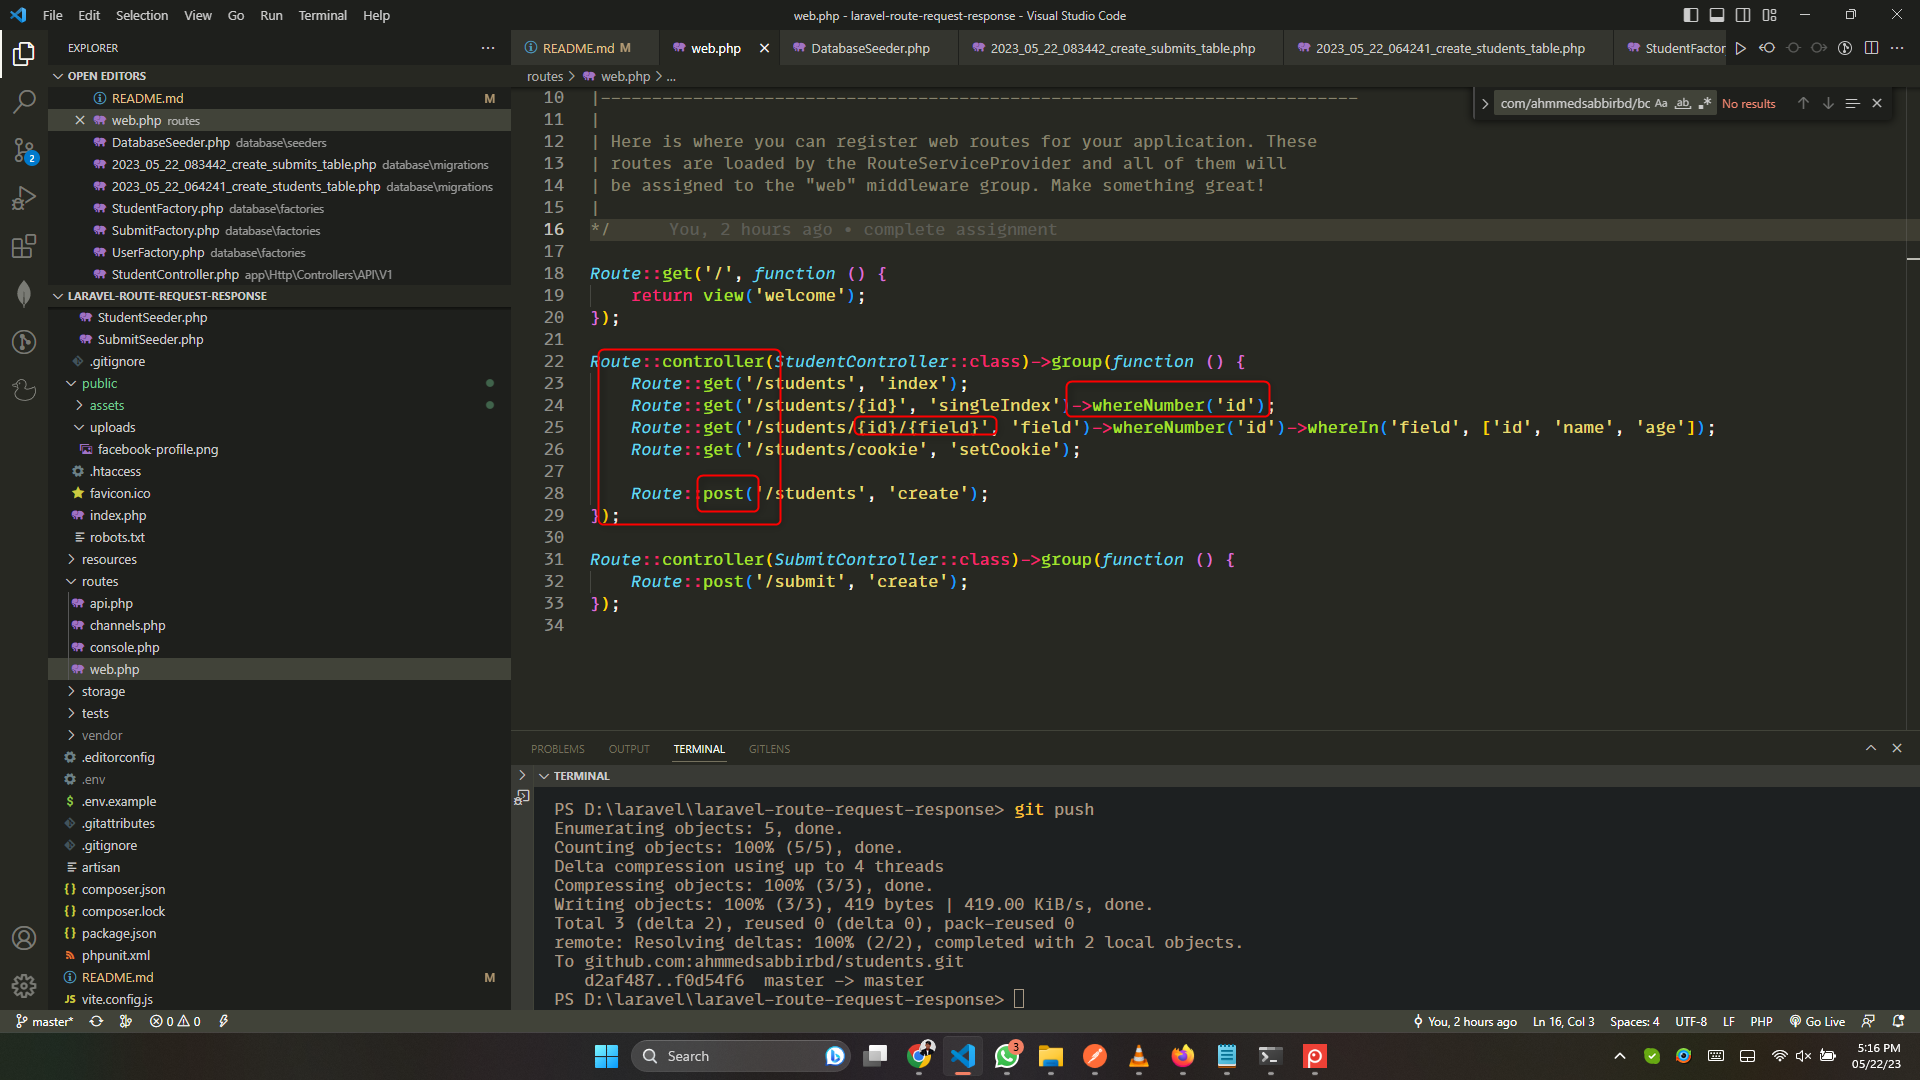 File Edit Selection View Go Run Terminal Help
web.php - laravel-route-request-response - Visual Studio Code
EXPLORER
OPEN EDITORS
README.md M
web.php routes
DatabaseSeeder.php database\seeders
2023_05_22_083442_create_submits_table.php database\migrations
2023_05_22_064241_create_students_table.php database\migrations
StudentFactory.php database\factories
SubmitFactory.php database\factories
UserFactory.php database\factories
StudentController.php app\Http\Controllers\API\V1
LARAVEL-ROUTE-REQUEST-RESPONSE
StudentSeeder.php
SubmitSeeder.php
.gitignore
public
assets
uploads
facebook-profile.png
.htaccess
favicon.ico
index.php
robots.txt
resources
routes
api.php
channels.php
console.php
web.php
storage
tests
vendor
.editorconfig
.env
.env.example
.gitattributes
.gitignore
artisan
composer.json
composer.lock
package.json
phpunit.xml
README.md M
vite.config.js
README.md M web.php DatabaseSeeder.php 2023_05_22_083442_create_submits_table.php 2023_05_22_064241_create_students_table.php StudentFactor
routes > web.php > ...
com/ahmmedsabbirbd/bc Aa ab .* No results
10 |--------------------------------------------------------------------------
11 |
12 | Here is where you can register web routes for your application. These
13 | routes are loaded by the RouteServiceProvider and all of them will
14 | be assigned to the "web" middleware group. Make something great!
15 |
16 */ You, 2 hours ago • complete assignment
17
18 Route::get('/', function () {
19 return view('welcome');
20 });
21
22 Route::controller(StudentController::class)->group(function () {
23 Route::get('/students', 'index');
24 Route::get('/students/{id}', 'singleIndex')->whereNumber('id');
25 Route::get('/students/{id}/{field}', 'field')->whereNumber('id')->whereIn('field', ['id', 'name', 'age']);
26 Route::get('/students/cookie', 'setCookie');
27
28 Route::post('/students', 'create');
29 });
30
31 Route::controller(SubmitController::class)->group(function () {
32 Route::post('/submit', 'create');
33 });
34
PROBLEMS OUTPUT TERMINAL GITLENS
TERMINAL
PS D:\laravel\laravel-route-request-response> git push
Enumerating objects: 5, done.
Counting objects: 100% (5/5), done.
Delta compression using up to 4 threads
Compressing objects: 100% (3/3), done.
Writing objects: 100% (3/3), 419 bytes | 419.00 KiB/s, done.
Total 3 (delta 2), reused 0 (delta 0), pack-reused 0
remote: Resolving deltas: 100% (2/2), completed with 2 local objects.
To github.com:ahmmedsabbirbd/students.git
d2af487..f0d54f6 master -> master
PS D:\laravel\laravel-route-request-response>
master* 0 0 You, 2 hours ago Ln 16, Col 3 Spaces: 4 UTF-8 LF PHP Go Live
Search
3
5:16 PM
05/22/23
2